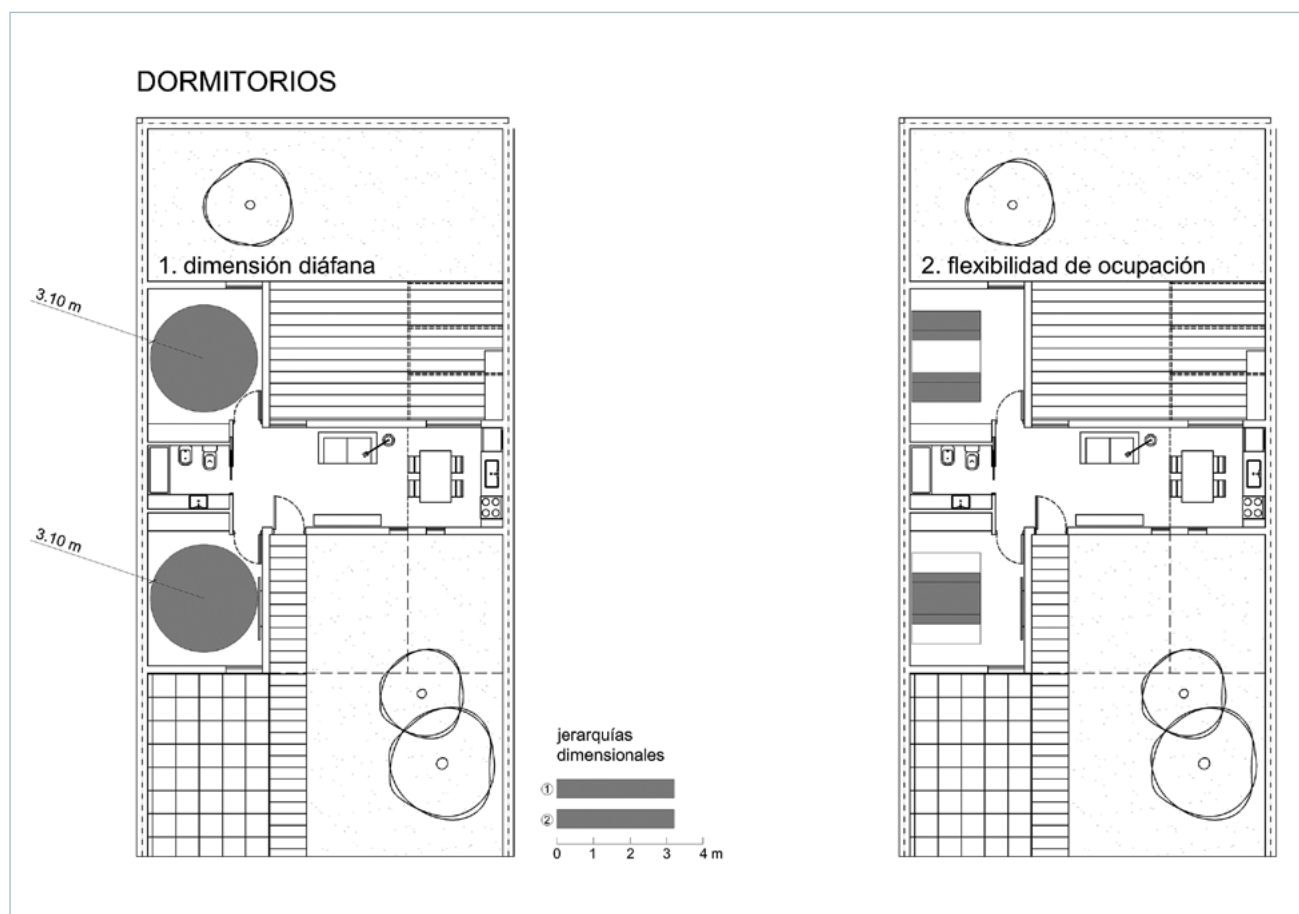 DORMITORIOS
1. dimensión diáfana
3.10 m
3.10 m
2. flexibilidad de ocupación
jerarquías
dimensionales
1
2
0 1 2 3 4 m